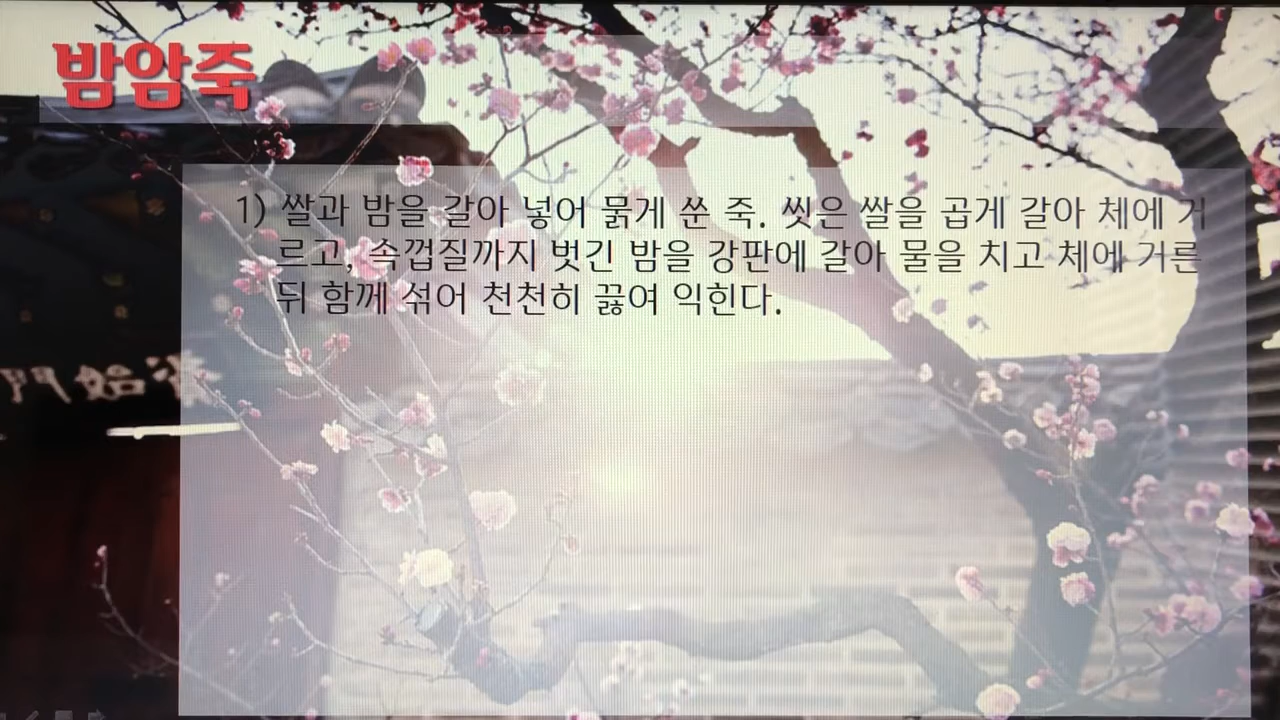 밤암죽
1) 쌀과 밤을 갈아 넣어 묽게 쑨 죽. 씻은 쌀을 곱게 갈아 체에 거
르고, 속껍질까지 벗긴 밤을 강판에 갈아 물을 치고 체에 거른
뒤 함께 섞어 천천히 끓여 익힌다.